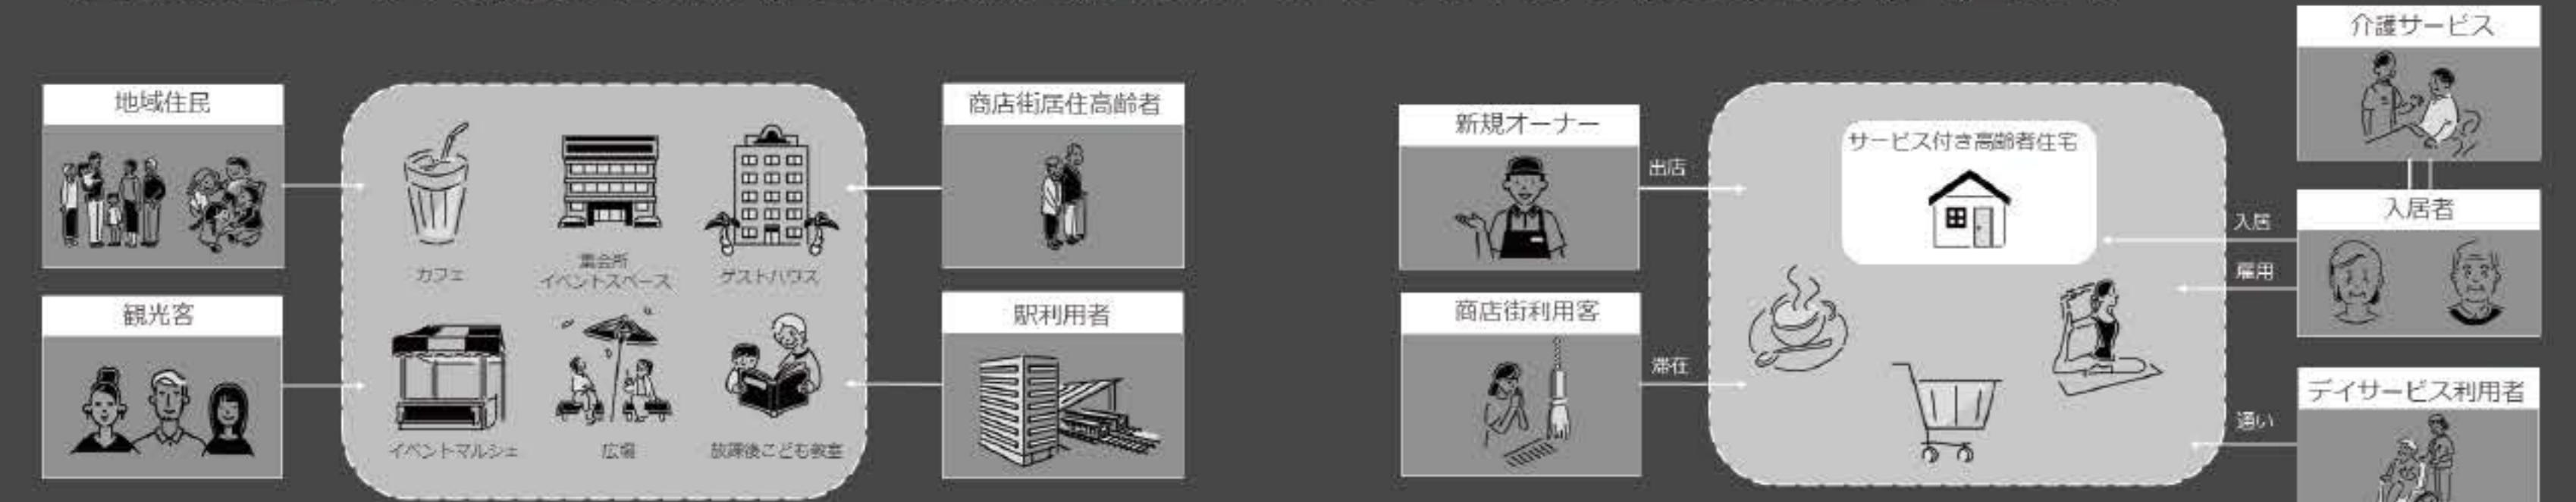 地域住民
観光客
カフェ
集会所
イベントスペース
ゲストハウス
イベントマルシェ
広場
放課後こども教室
商店街居住高齢者
駅利用者
新規オーナー
出店
商店街利用客
滞在
サービス付き高齢者住宅
介護サービス
入居者
入居
雇用
デイサービス利用者
通い